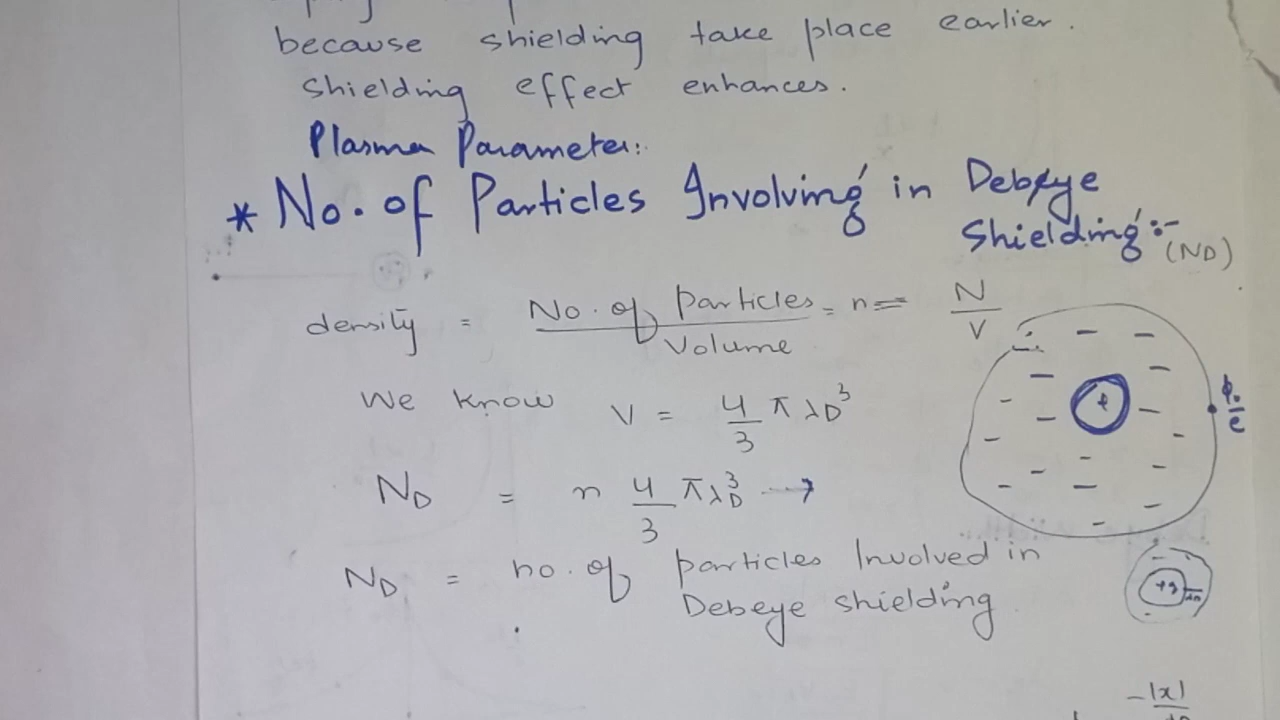 because shielding take place earlier.
shielding effect enhances.
Plasma Parameter:
* No. of Particles Involving in Debeye
Shielding:- (ND)
density = No. of particles / Volume = n = N / V
We know V = 4/3 π λD³
φ₀/e
ND = n 4/3 π λD³ →
ND = no. of particles Involved in
Debeye shielding
-|x|